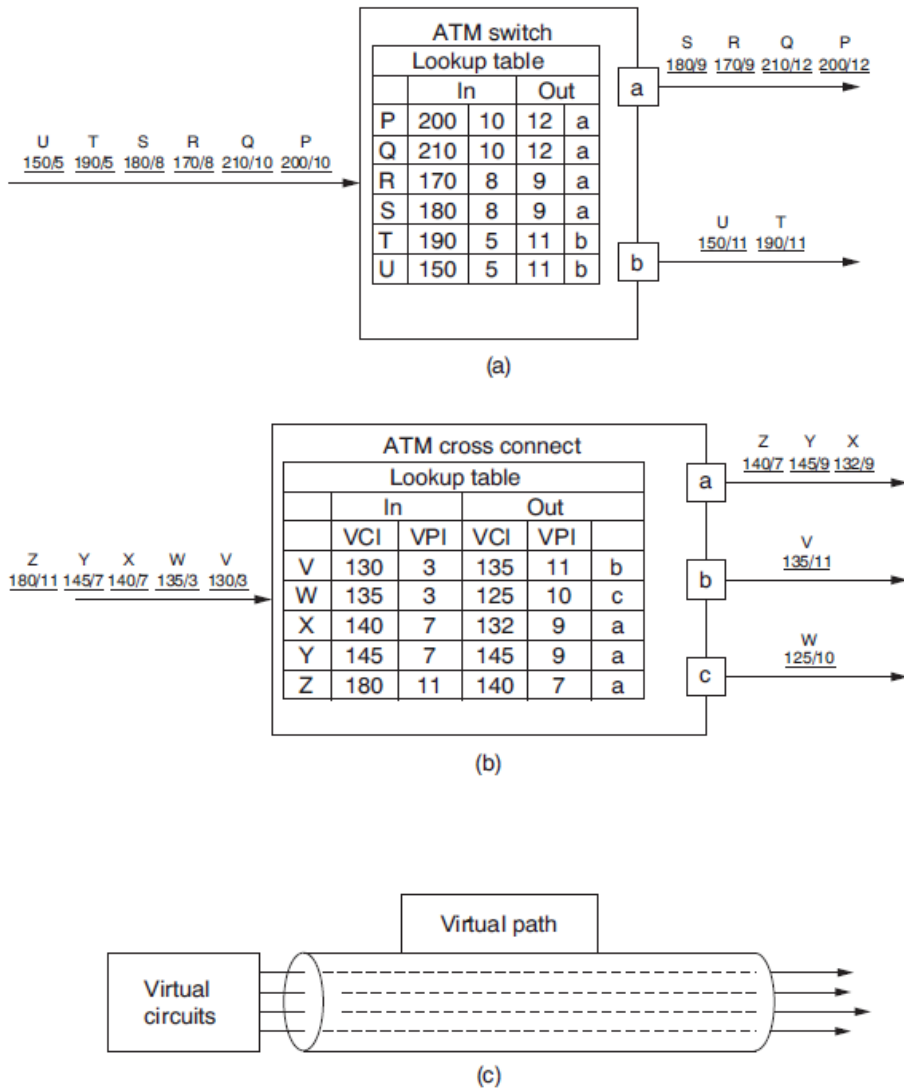 ATM switch
Lookup table
In Out
P 200 10 12 a
Q 210 10 12 a
R 170 8 9 a
S 180 8 9 a
T 190 5 11 b
U 150 5 11 b
U T S R Q P
150/5 190/5 180/8 170/8 210/10 200/10
a
S R Q P
180/9 170/9 210/12 200/12
b
U T
150/11 190/11
(a)
ATM cross connect
Lookup table
In Out
VCI VPI VCI VPI
V 130 3 135 11 b
W 135 3 125 10 c
X 140 7 132 9 a
Y 145 7 145 9 a
Z 180 11 140 7 a
Z Y X W V
180/11 145/7 140/7 135/3 130/3
a
Z Y X
140/7 145/9 132/9
b
V
135/11
c
W
125/10
(b)
Virtual path
Virtual
circuits
(c)